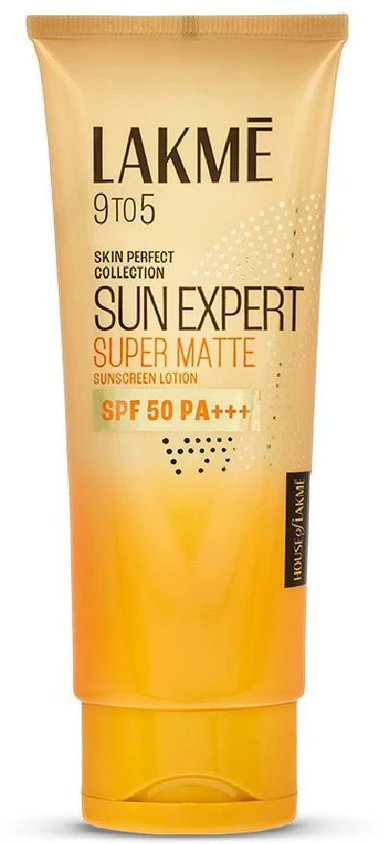 LAKMĒ
9TO5
SKIN PERFECT
COLLECTION
SUN EXPERT
SUPER MATTE
SUNSCREEN LOTION
SPF 50 PA+++
HOUSE of LAKMĒ